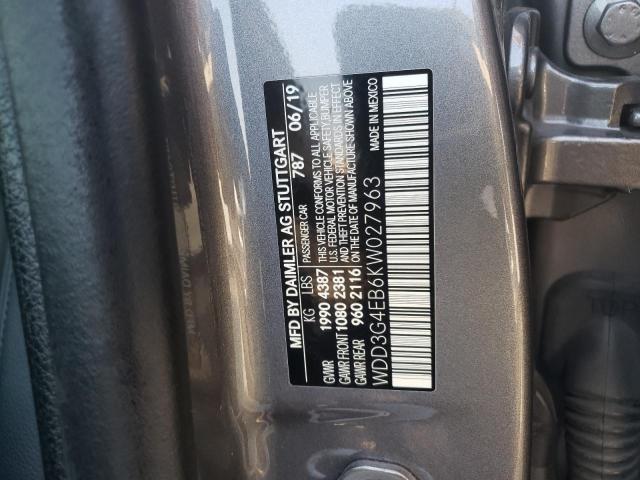 MFD BY DAIMLER AG STUTTGART
KG LBS PASSENGER CAR 787 06/19
GVWR 1990 4387 THIS VEHICLE CONFORMS TO ALL APPLICABLE
U.S. FEDERAL MOTOR VEHICLE SAFETY, BUMPER
GAWR FRONT 1080 2381 AND THEFT PREVENTION STANDARDS IN EFFECT
GAWR REAR 960 2116 ON THE DATE OF MANUFACTURE SHOWN ABOVE
MADE IN MEXICO
WDD3G4EB6KW027963